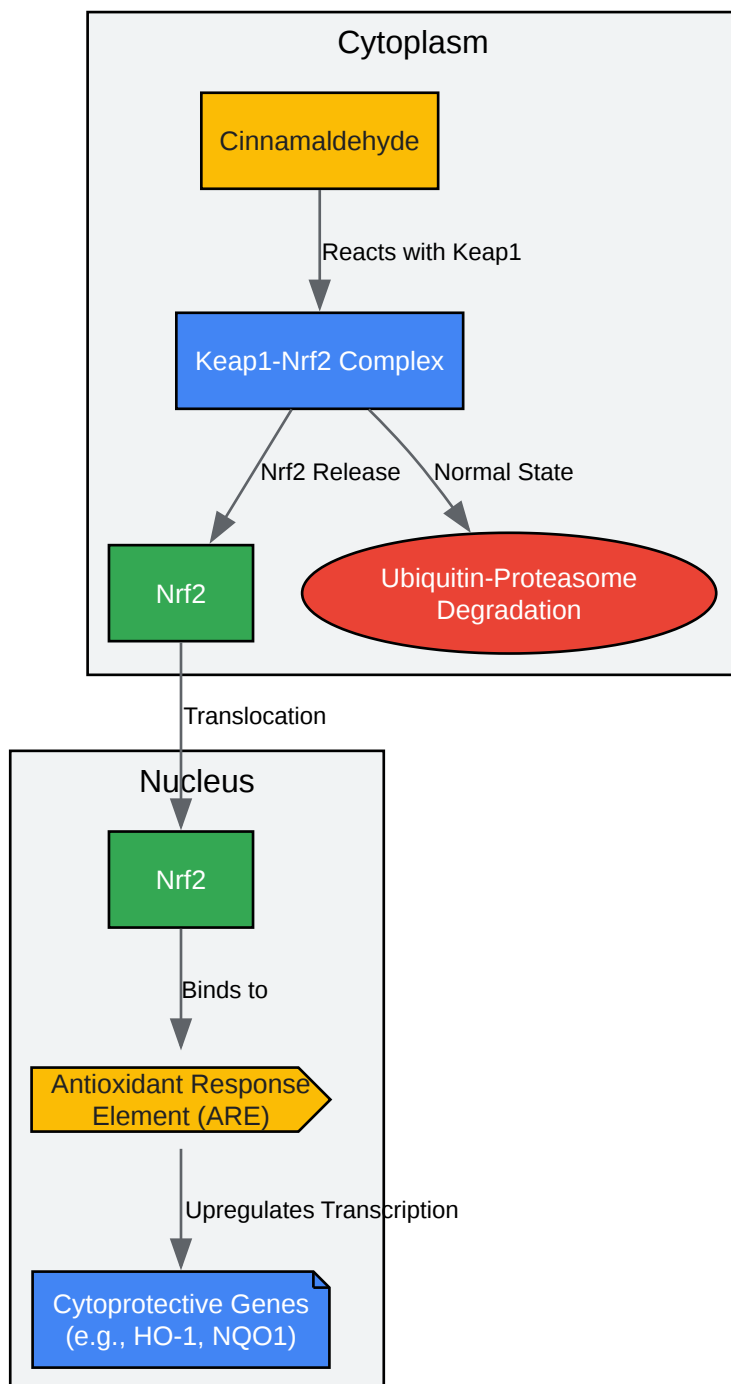 Cytoplasm
Cinnamaldehyde
Reacts with Keap1
Keap1-Nrf2 Complex
Nrf2 Release
Normal State
Nrf2
Ubiquitin-Proteasome
Degradation
Translocation
Nucleus
Nrf2
Binds to
Antioxidant Response
Element (ARE)
Upregulates Transcription
Cytoprotective Genes
(e.g., HO-1, NQO1)